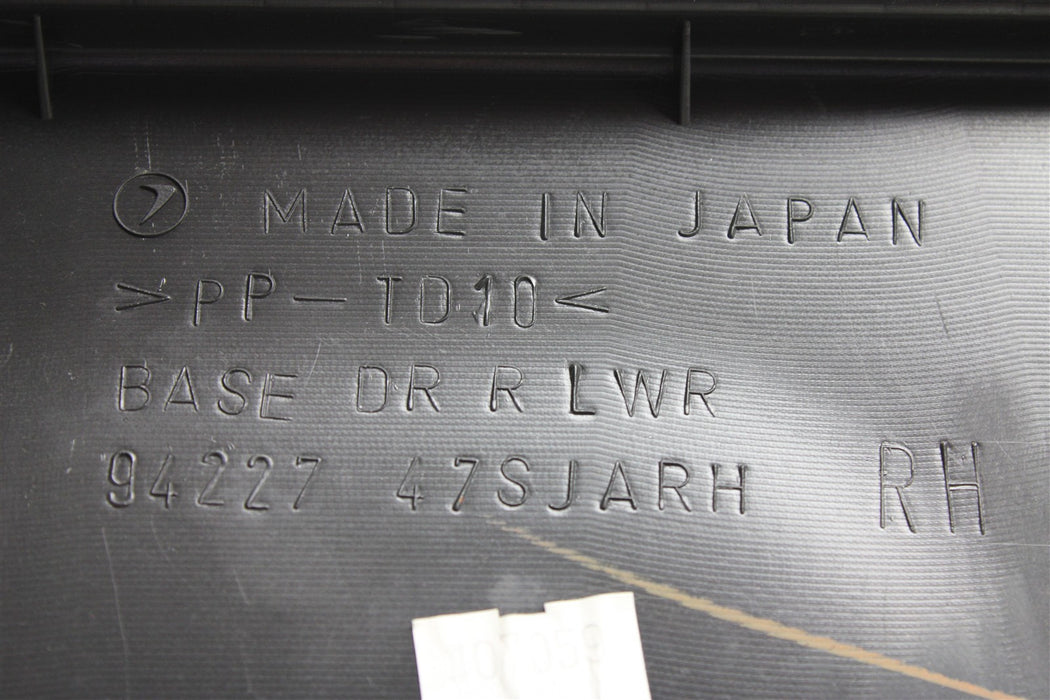 MADE IN JAPAN
>PP-TD10<
BASE DR R LWR
94227 47SJARH RH